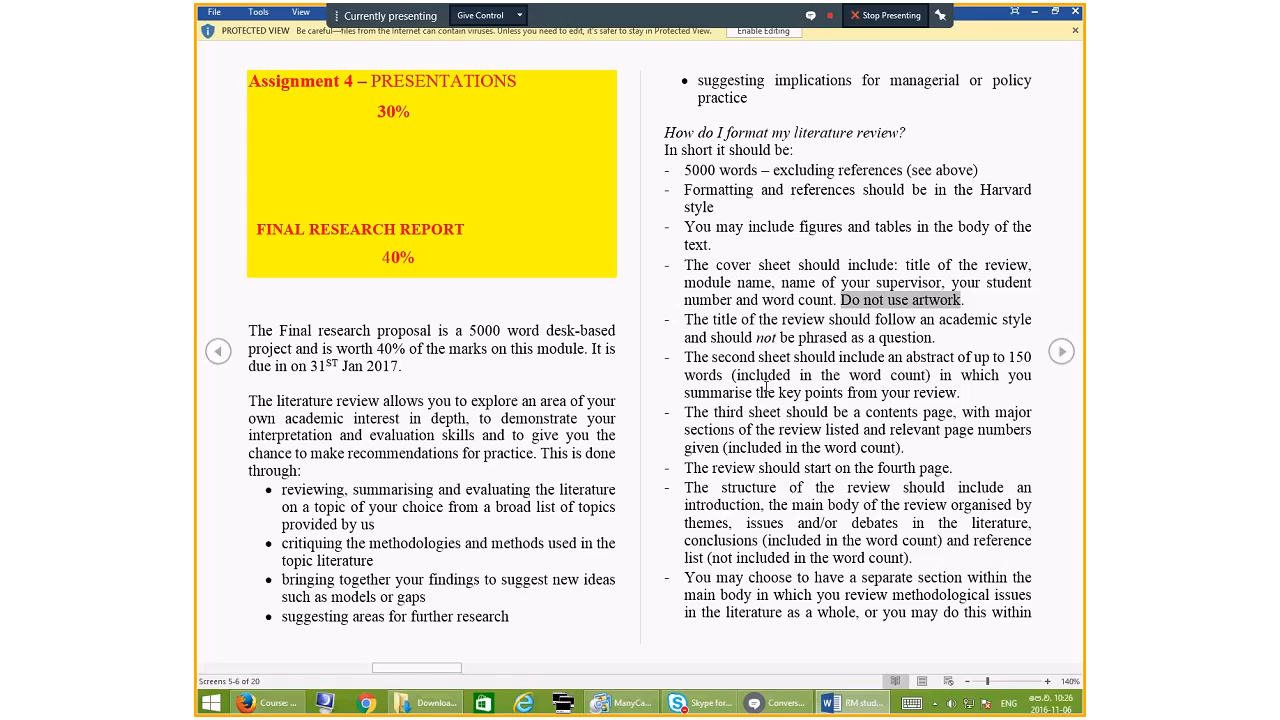 File Tools View
Currently presenting
Give Control
Stop Presenting
PROTECTED VIEW Be careful—files from the Internet can contain viruses. Unless you need to edit, it's safer to stay in Protected View.
Enable Editing
Assignment 4 – PRESENTATIONS
30%
FINAL RESEARCH REPORT
40%
The Final research proposal is a 5000 word desk-based
project and is worth 40% of the marks on this module. It is
due in on 31ST Jan 2017.
The literature review allows you to explore an area of your
own academic interest in depth, to demonstrate your
interpretation and evaluation skills and to give you the
chance to make recommendations for practice. This is done
through:
• reviewing, summarising and evaluating the literature
on a topic of your choice from a broad list of topics
provided by us
• critiquing the methodologies and methods used in the
topic literature
• bringing together your findings to suggest new ideas
such as models or gaps
• suggesting areas for further research
• suggesting implications for managerial or policy
practice
How do I format my literature review?
In short it should be:
- 5000 words – excluding references (see above)
- Formatting and references should be in the Harvard
style
- You may include figures and tables in the body of the
text.
- The cover sheet should include: title of the review,
module name, name of your supervisor, your student
number and word count. Do not use artwork.
- The title of the review should follow an academic style
and should not be phrased as a question.
- The second sheet should include an abstract of up to 150
words (included in the word count) in which you
summarise the key points from your review.
- The third sheet should be a contents page, with major
sections of the review listed and relevant page numbers
given (included in the word count).
- The review should start on the fourth page.
- The structure of the review should include an
introduction, the main body of the review organised by
themes, issues and/or debates in the literature,
conclusions (included in the word count) and reference
list (not included in the word count).
- You may choose to have a separate section within the
main body in which you review methodological issues
in the literature as a whole, or you may do this within
Screens 5-6 of 20
140%
Course: ...
Downloa...
ManyCa...
Skype for...
Convers...
RM stud...
ENG
10:26
2016-11-06